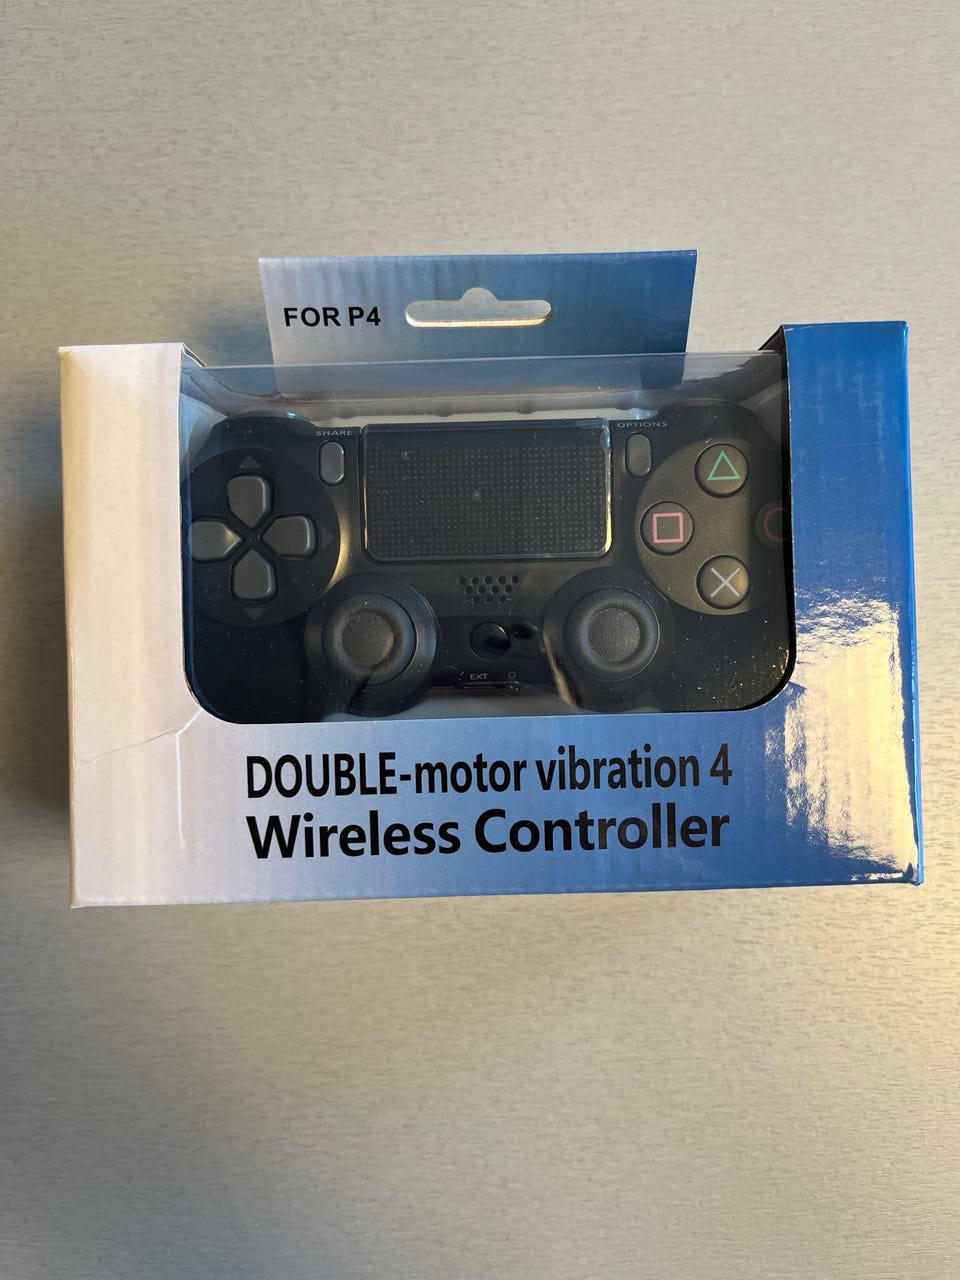 FOR P4
SHARE
OPTIONS
EXT
DOUBLE-motor vibration 4
Wireless Controller